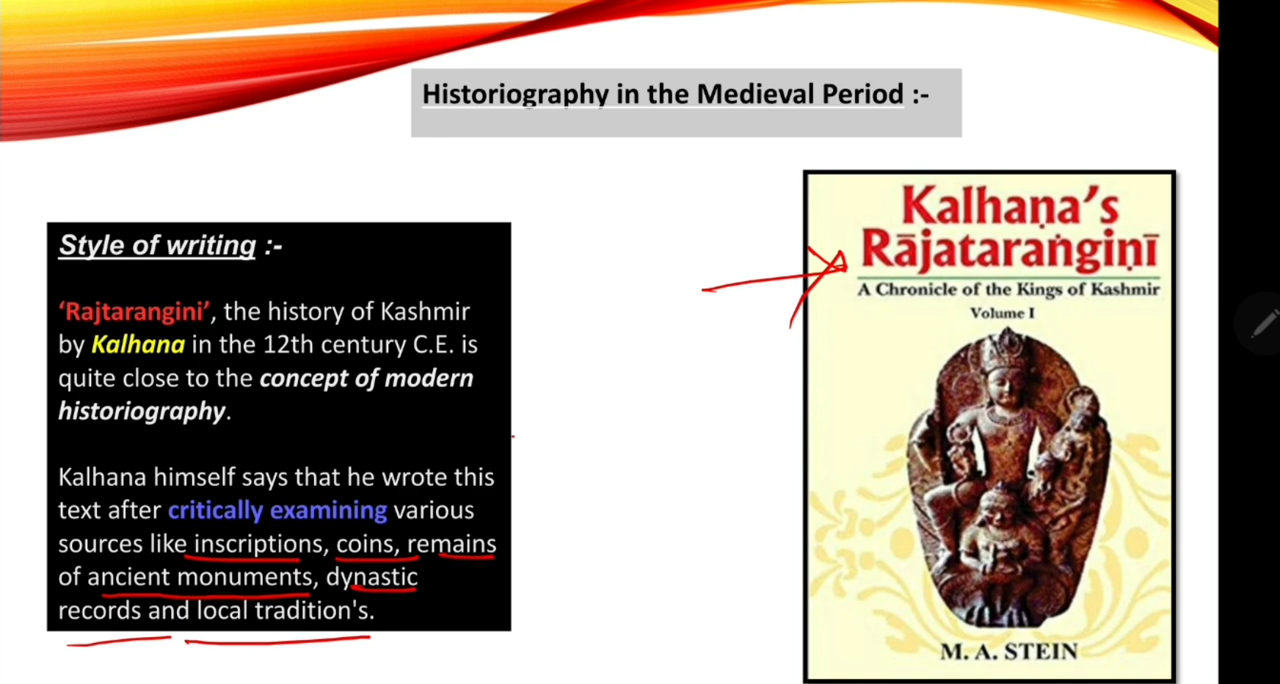 Historiography in the Medieval Period :-
Style of writing :-
‘Rajtarangini’, the history of Kashmir
by Kalhana in the 12th century C.E. is
quite close to the concept of modern
historiography.
Kalhana himself says that he wrote this
text after critically examining various
sources like inscriptions, coins, remains
of ancient monuments, dynastic
records and local tradition's.
Kalhaṇa’s
Rājataraṅgiṇī
A Chronicle of the Kings of Kashmir
Volume I
M. A. STEIN